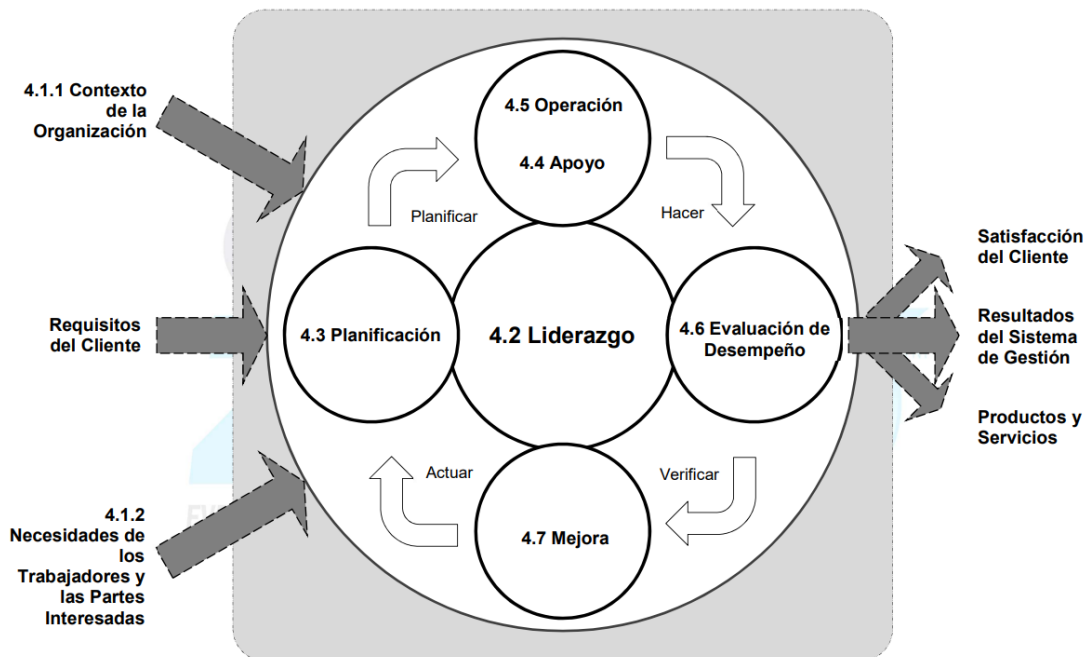 4.1.1 Contexto
de la
Organización
4.5 Operación
4.4 Apoyo
Planificar
Hacer
Satisfacción
del Cliente
Requisitos
del Cliente
4.3 Planificación
4.2 Liderazgo
4.6 Evaluación de
Desempeño
Resultados
del Sistema
de Gestión
Productos y
Servicios
Actuar
Verificar
4.1.2
Necesidades de
los
Trabajadores y
las Partes
Interesadas
4.7 Mejora